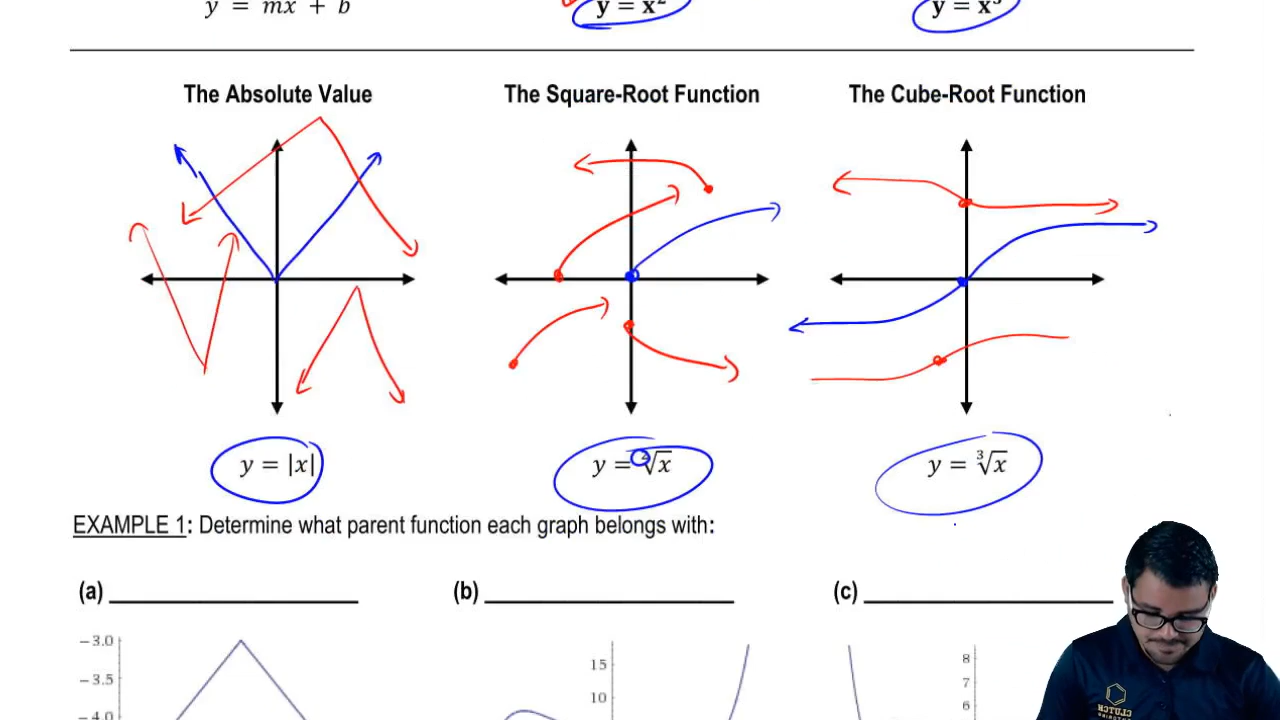 y = mx + b
y = x²
y = x³
The Absolute Value
The Square-Root Function
The Cube-Root Function
y = |x|
y = ²√x
y = ³√x
EXAMPLE 1: Determine what parent function each graph belongs with:
(a)
(b)
(c)
−3.0
−3.5
−4.0
15
10
8
7
6